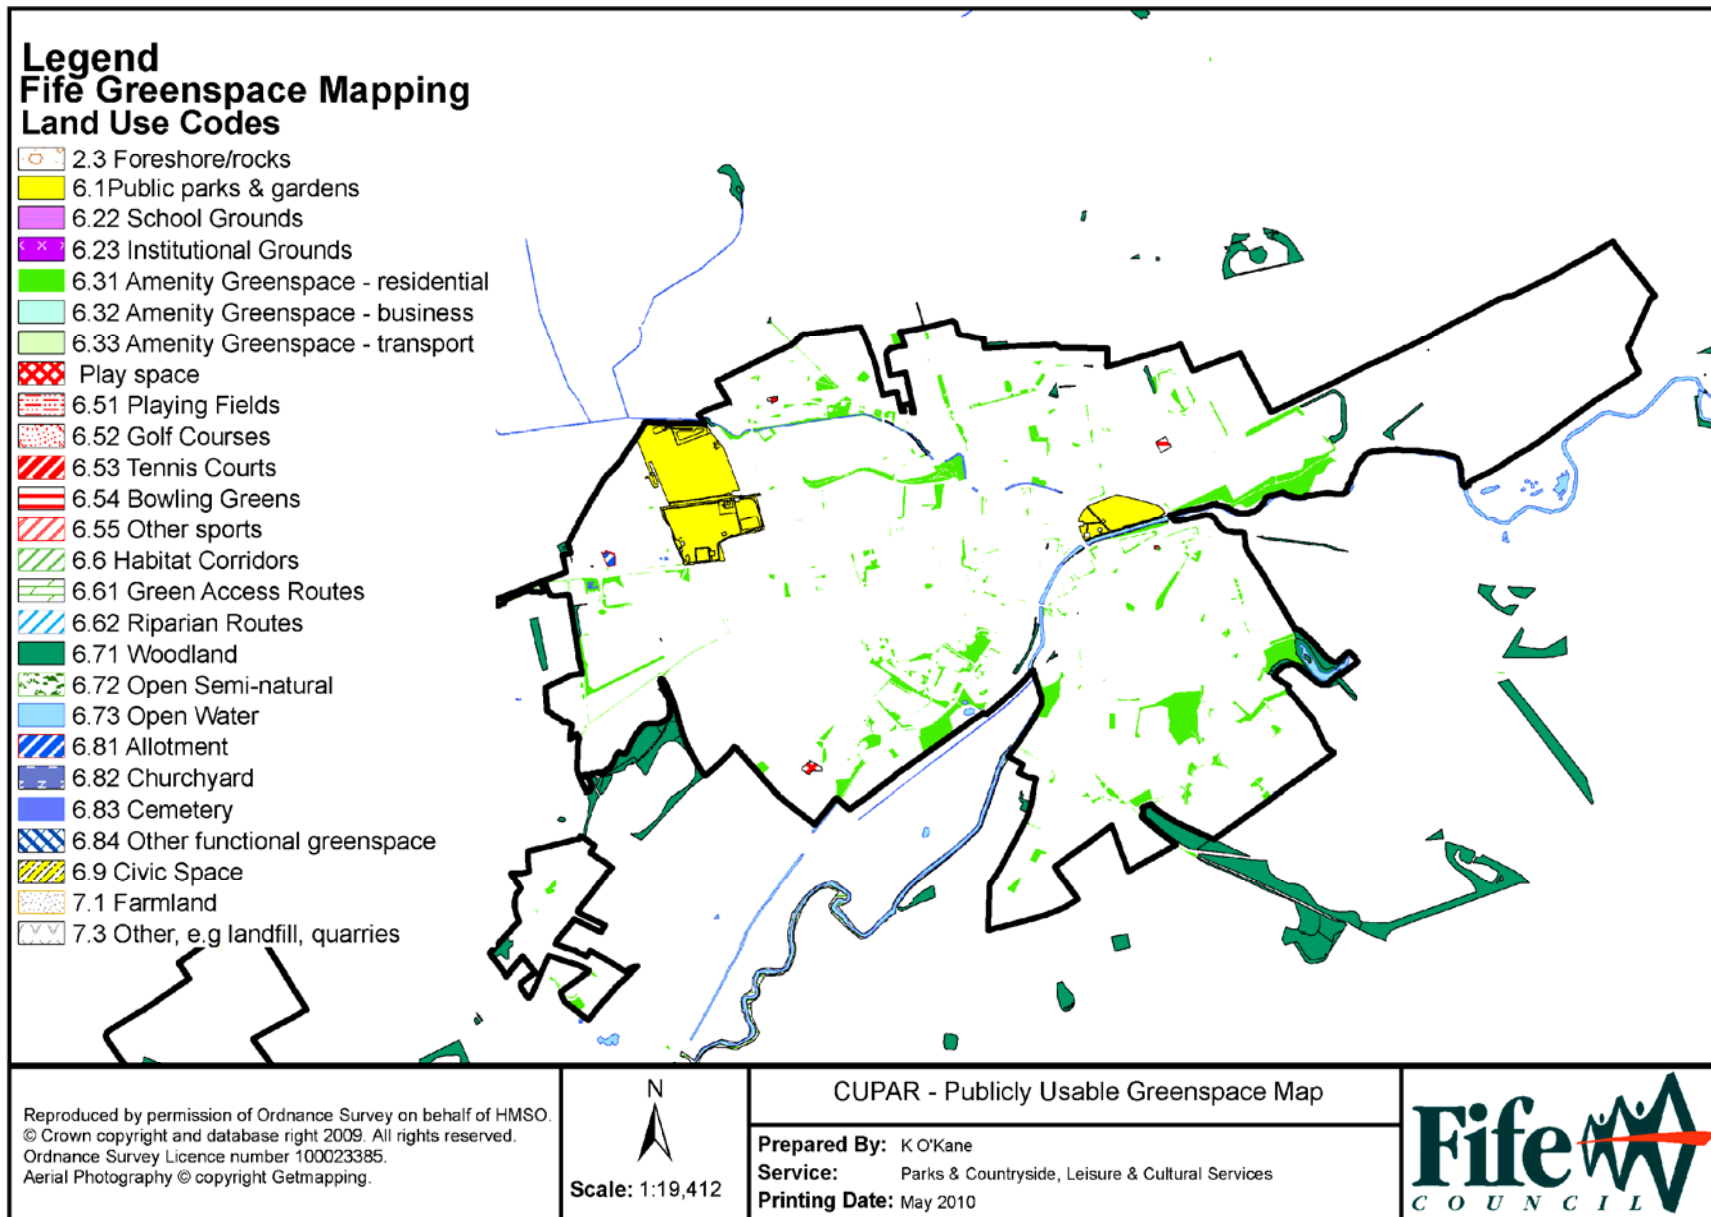 Legend
Fife Greenspace Mapping
Land Use Codes
2.3 Foreshore/rocks
6.1Public parks & gardens
6.22 School Grounds
6.23 Institutional Grounds
6.31 Amenity Greenspace - residential
6.32 Amenity Greenspace - business
6.33 Amenity Greenspace - transport
Play space
6.51 Playing Fields
6.52 Golf Courses
6.53 Tennis Courts
6.54 Bowling Greens
6.55 Other sports
6.6 Habitat Corridors
6.61 Green Access Routes
6.62 Riparian Routes
6.71 Woodland
6.72 Open Semi-natural
6.73 Open Water
6.81 Allotment
6.82 Churchyard
6.83 Cemetery
6.84 Other functional greenspace
6.9 Civic Space
7.1 Farmland
7.3 Other, e.g landfill, quarries
Reproduced by permission of Ordnance Survey on behalf of HMSO.
© Crown copyright and database right 2009. All rights reserved.
Ordnance Survey Licence number 100023385.
Aerial Photography © copyright Getmapping.
N
Scale: 1:19,412
CUPAR - Publicly Usable Greenspace Map
Prepared By: K O'Kane
Service: Parks & Countryside, Leisure & Cultural Services
Printing Date: May 2010
Fife
COUNCIL